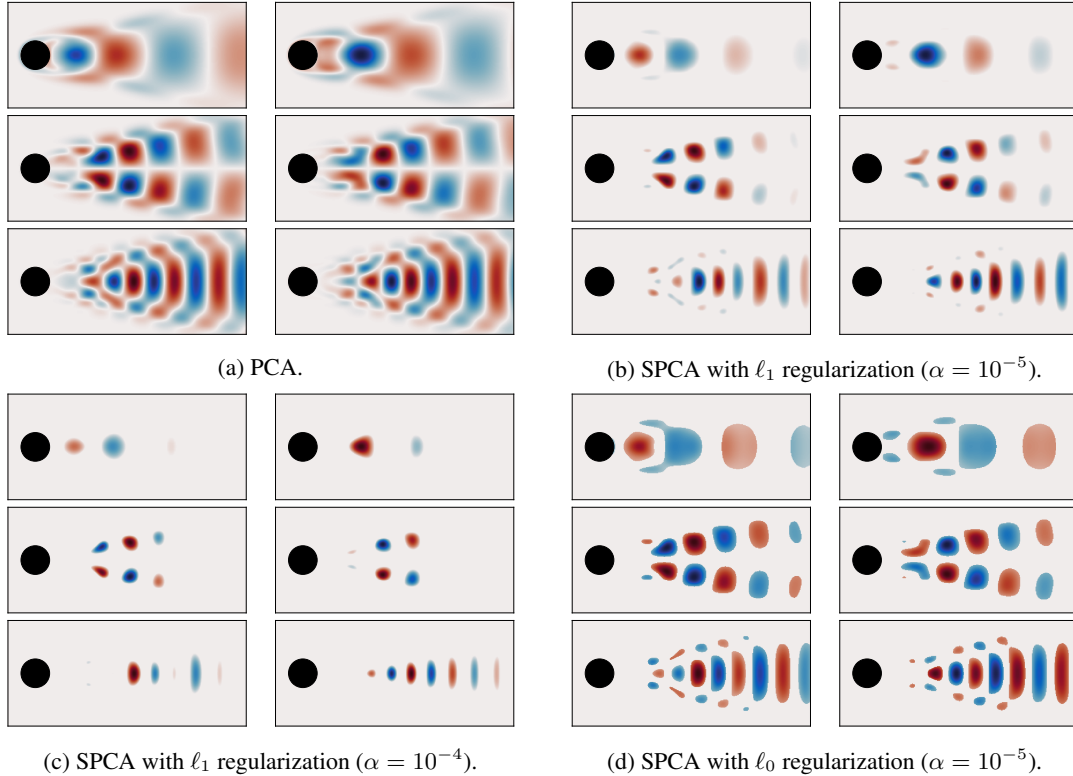 (a) PCA.
(b) SPCA with ℓ₁ regularization (α = 10⁻⁵).
(c) SPCA with ℓ₁ regularization (α = 10⁻⁴).
(d) SPCA with ℓ₀ regularization (α = 10⁻⁵).